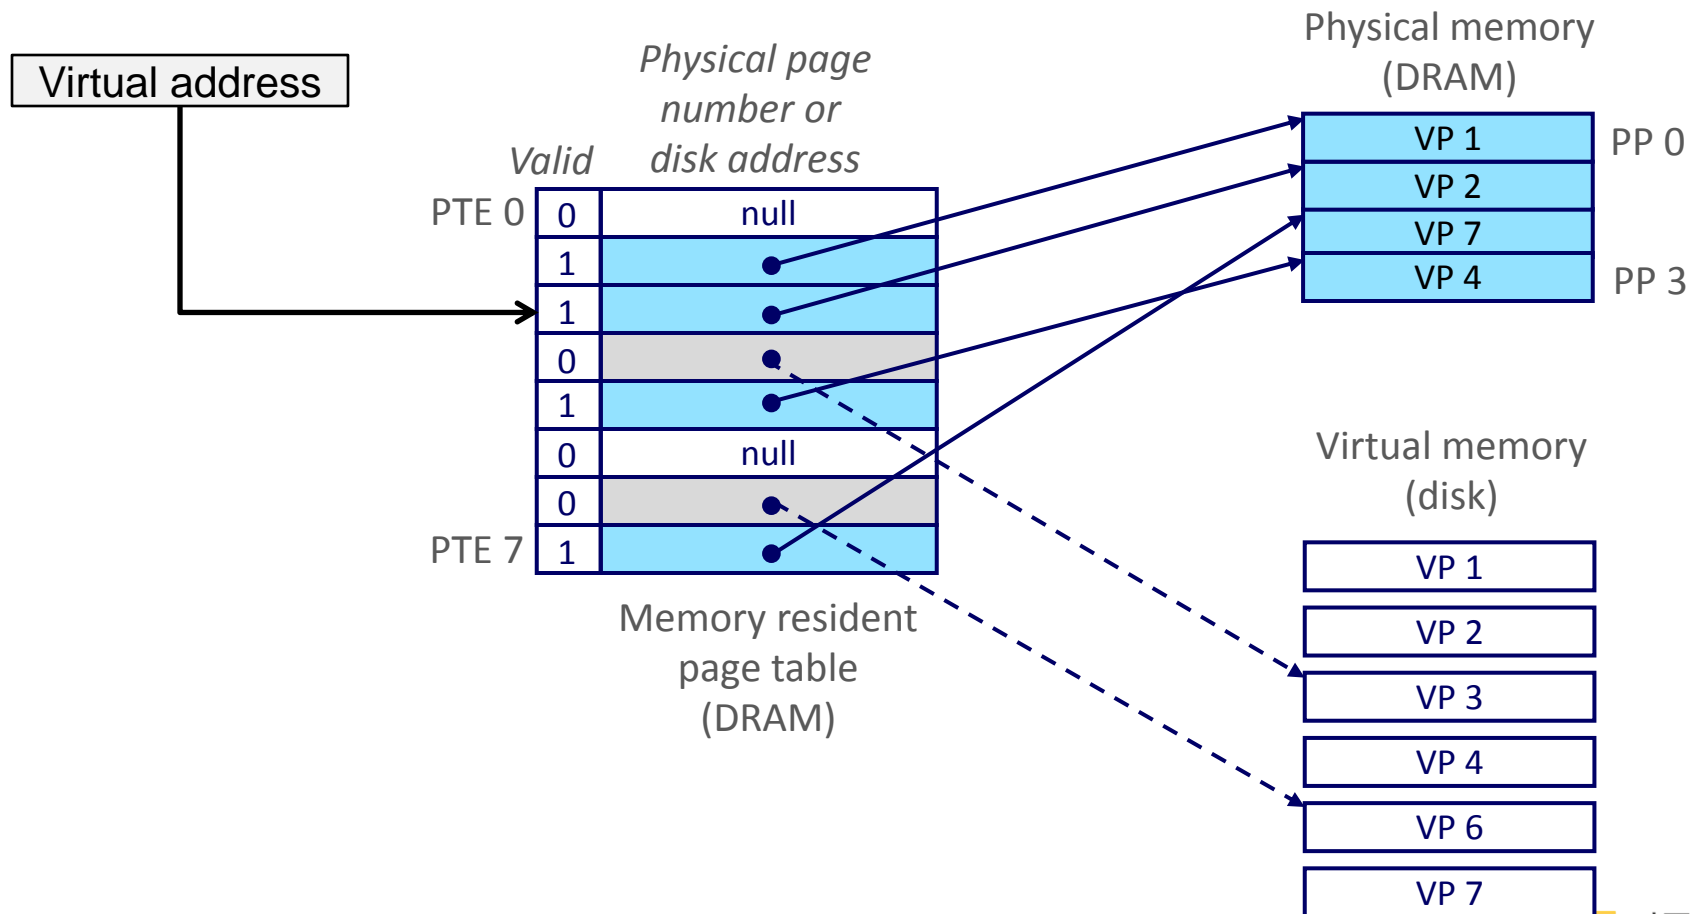 Virtual address
Physical page
number or
disk address
Valid
PTE 0
0
null
1
1
0
1
0
null
0
PTE 7
1
Memory resident
page table
(DRAM)
Physical memory
(DRAM)
VP 1
PP 0
VP 2
VP 7
VP 4
PP 3
Virtual memory
(disk)
VP 1
VP 2
VP 3
VP 4
VP 6
VP 7